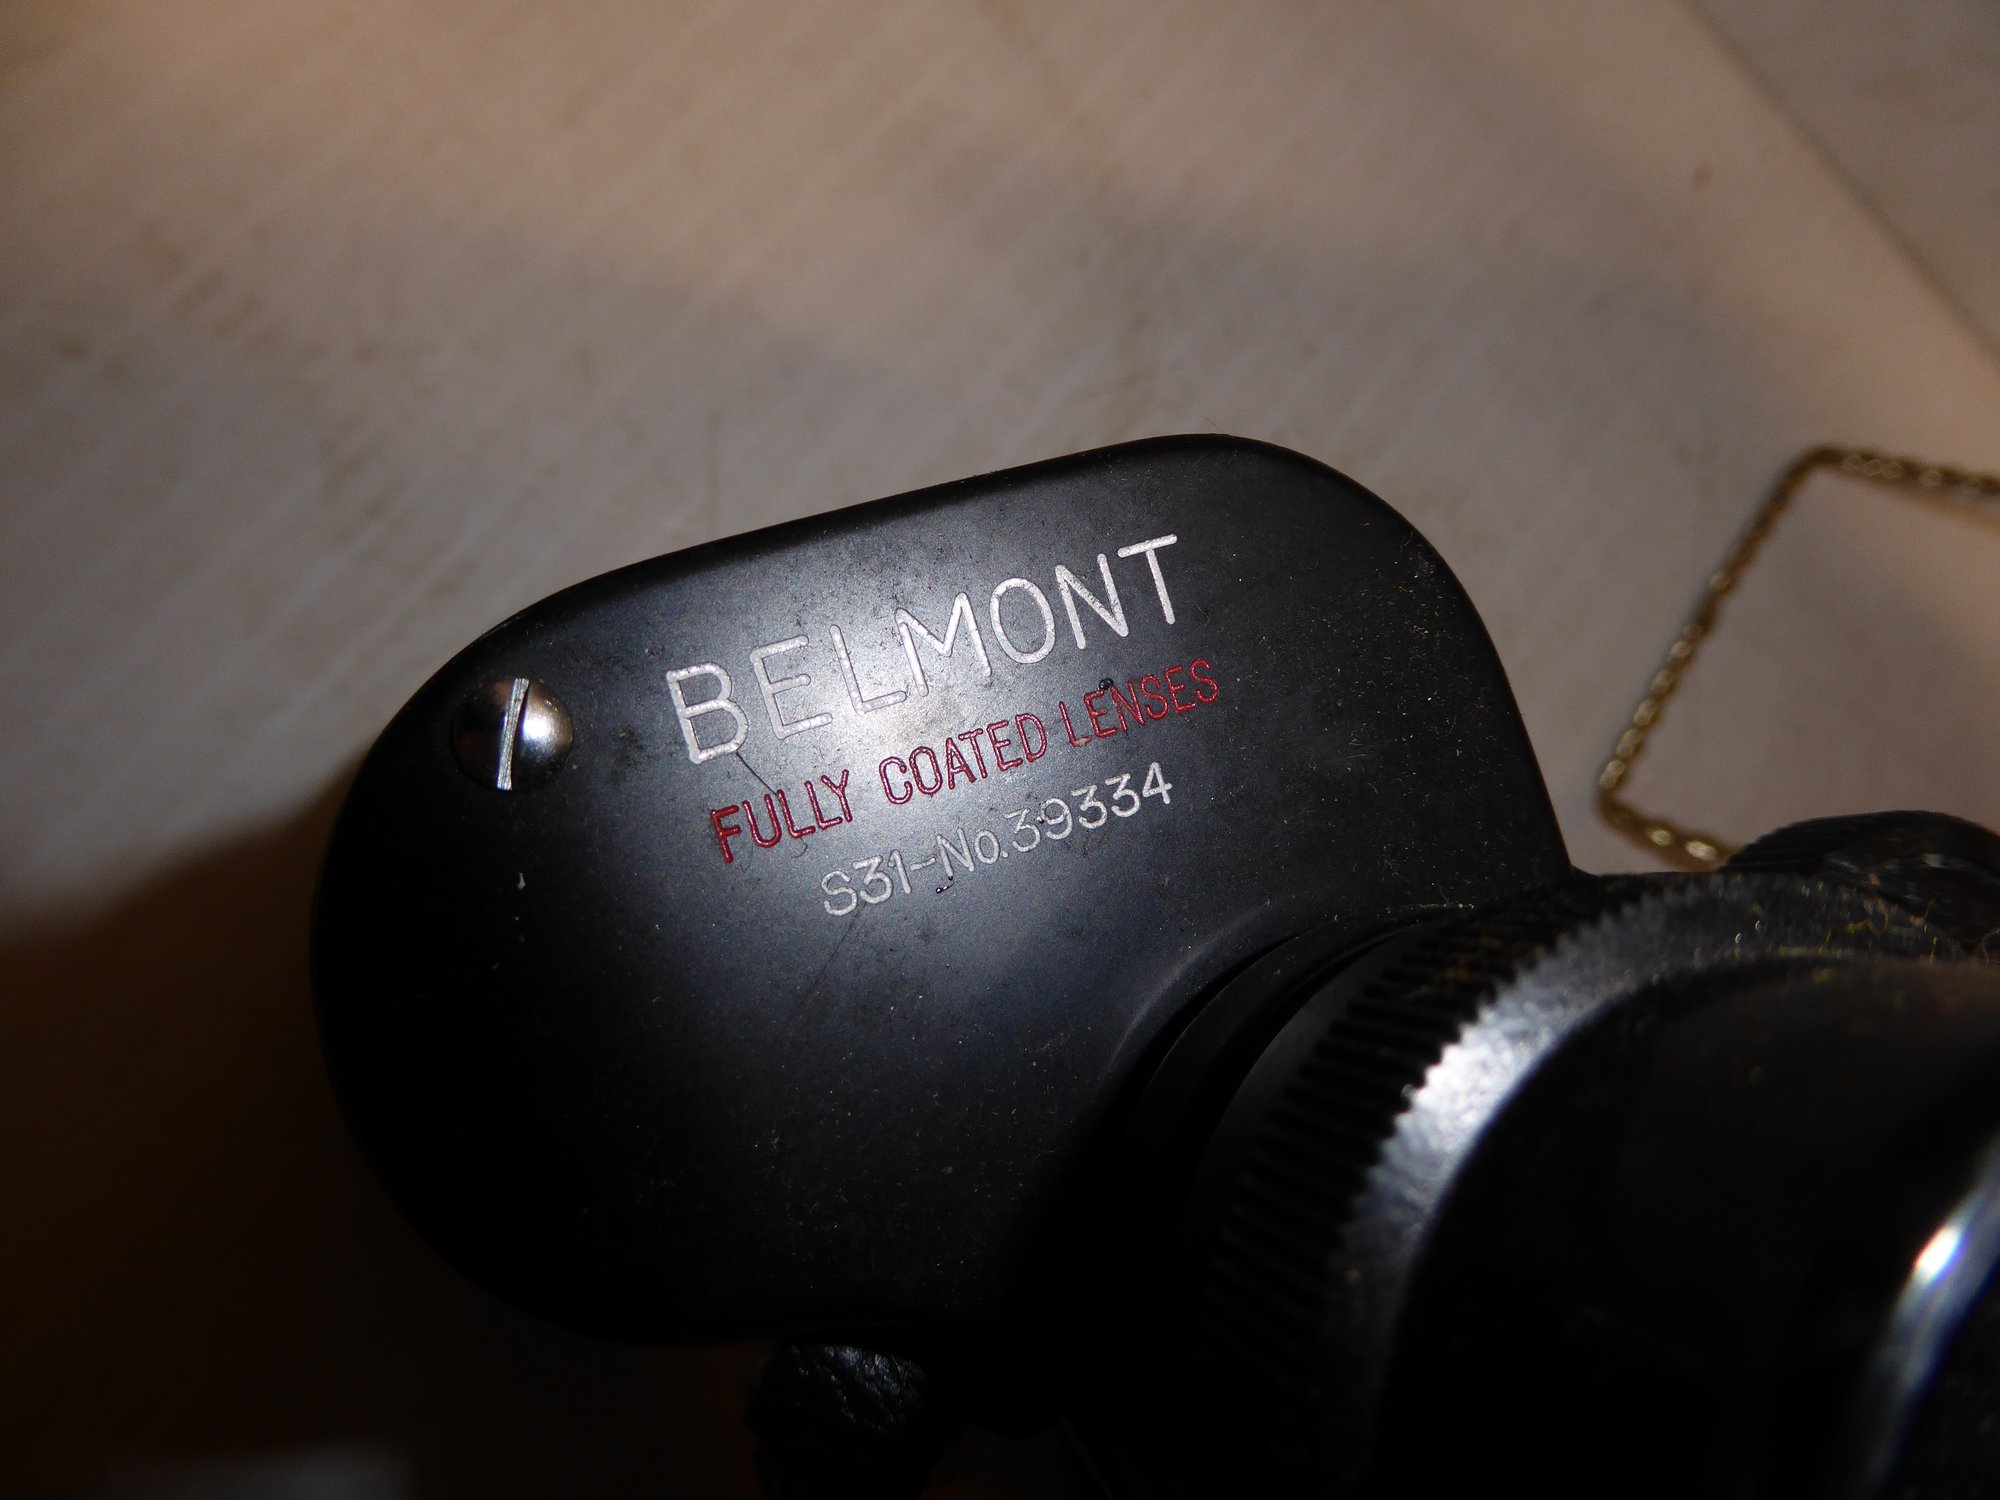 BELMONT
FULLY COATED LENSES
S31-No.39334